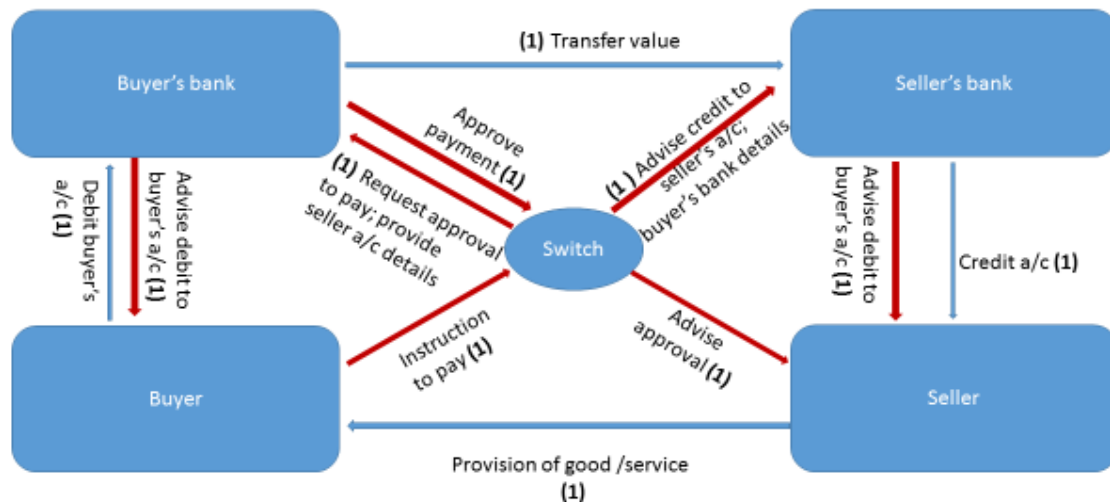 (1) Transfer value
Buyer's bank
Seller's bank
Approve
payment (1)
(1) Request approval
to pay; provide
seller a/c details
(1 ) Advise credit to
seller's a/c;
buyer's bank details
Debit buyer's
a/c (1)
Advise debit to
buyer's a/c (1)
Switch
Advise debit to
buyer's a/c (1)
Credit a/c (1)
Instruction
to pay (1)
Advise
approval (1)
Buyer
Seller
Provision of good /service
(1)